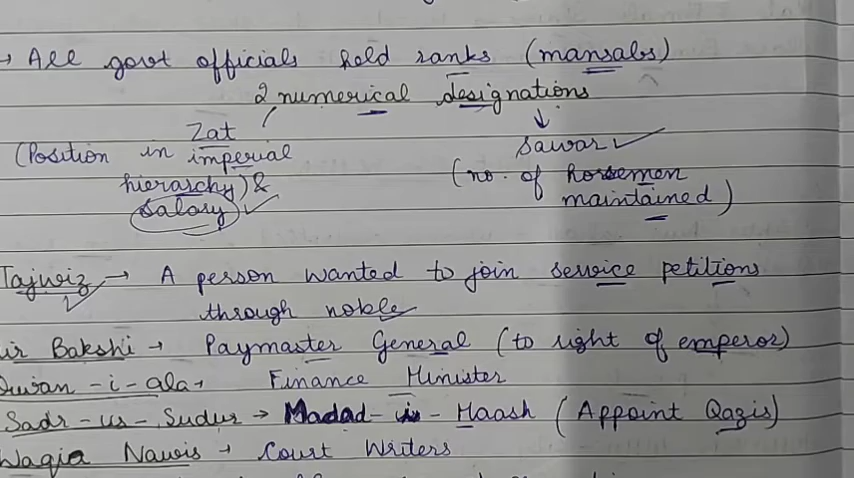 → All govt officials held ranks (mansabs)
2 numerical designations
Zat
(Position in imperial hierarchy) &
salary ✓
↓
Sawar ✓
(no. of horsemen
maintained)
Tajwiz → A person wanted to join service petitions
through noble
ir Bakshi → Paymaster General (to right of emperor)
Diwan-i-ala → Finance Minister
Sadr-us-Sudur → Madad-i-Maash (Appoint Qazis)
Waqia Nawis → Court Writers